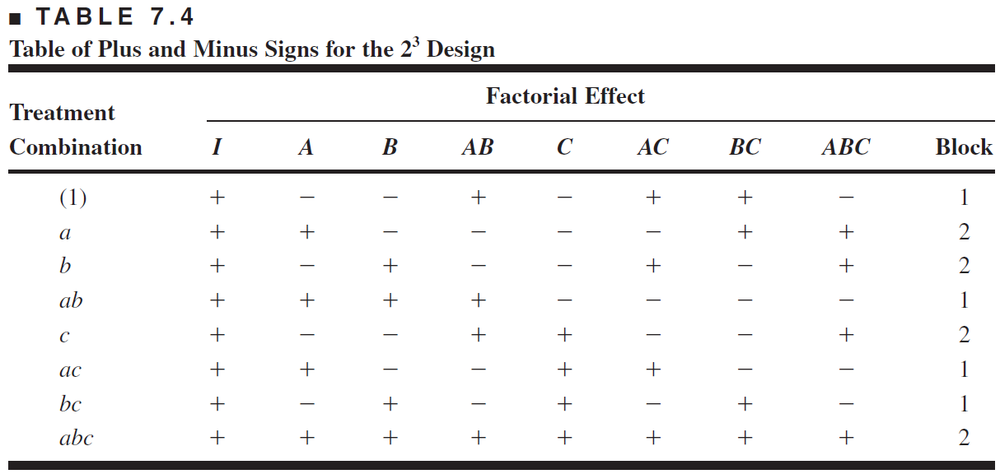 ■ TABLE 7.4
Table of Plus and Minus Signs for the 2³ Design
Factorial Effect
Treatment
Combination I A B AB C AC BC ABC Block
(1) + − − + − + + − 1
a + + − − − − + + 2
b + − + − − + − + 2
ab + + + + − − − − 1
c + − − + + − − + 2
ac + + − − + + − − 1
bc + − + − + − + − 1
abc + + + + + + + + 2